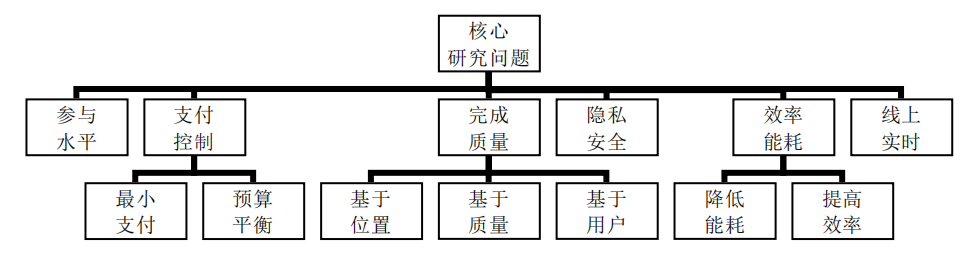 核心
研究问题
参与
水平
支付
控制
完成
质量
隐私
安全
效率
能耗
线上
实时
最小
支付
预算
平衡
基于
位置
基于
质量
基于
用户
降低
能耗
提高
效率